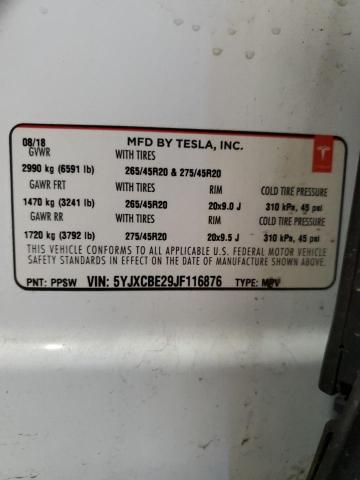 08/18 MFD BY TESLA, INC.
GVWR WITH TIRES
2990 kg (6591 lb) 265/45R20 & 275/45R20
GAWR FRT WITH TIRES RIM COLD TIRE PRESSURE
1470 kg (3241 lb) 265/45R20 20x9.0 J 310 kPa, 45 psi
GAWR RR WITH TIRES RIM COLD TIRE PRESSURE
1720 kg (3792 lb) 275/45R20 20x9.5 J 310 kPa, 45 psi
THIS VEHICLE CONFORMS TO ALL APPLICABLE U.S. FEDERAL MOTOR VEHICLE
SAFETY STANDARDS IN EFFECT ON THE DATE OF MANUFACTURE SHOWN ABOVE.
PNT: PPSW VIN: 5YJXCBE29JF116876 TYPE: MPV